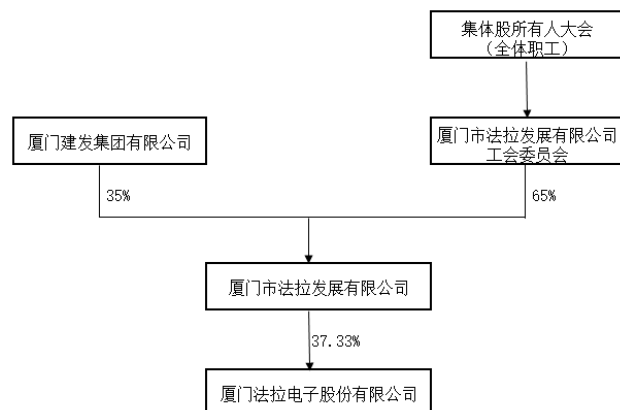 集体股所有人大会
（全体职工）
厦门建发集团有限公司
厦门市法拉发展有限公司
工会委员会
35%
65%
厦门市法拉发展有限公司
37.33%
厦门法拉电子股份有限公司